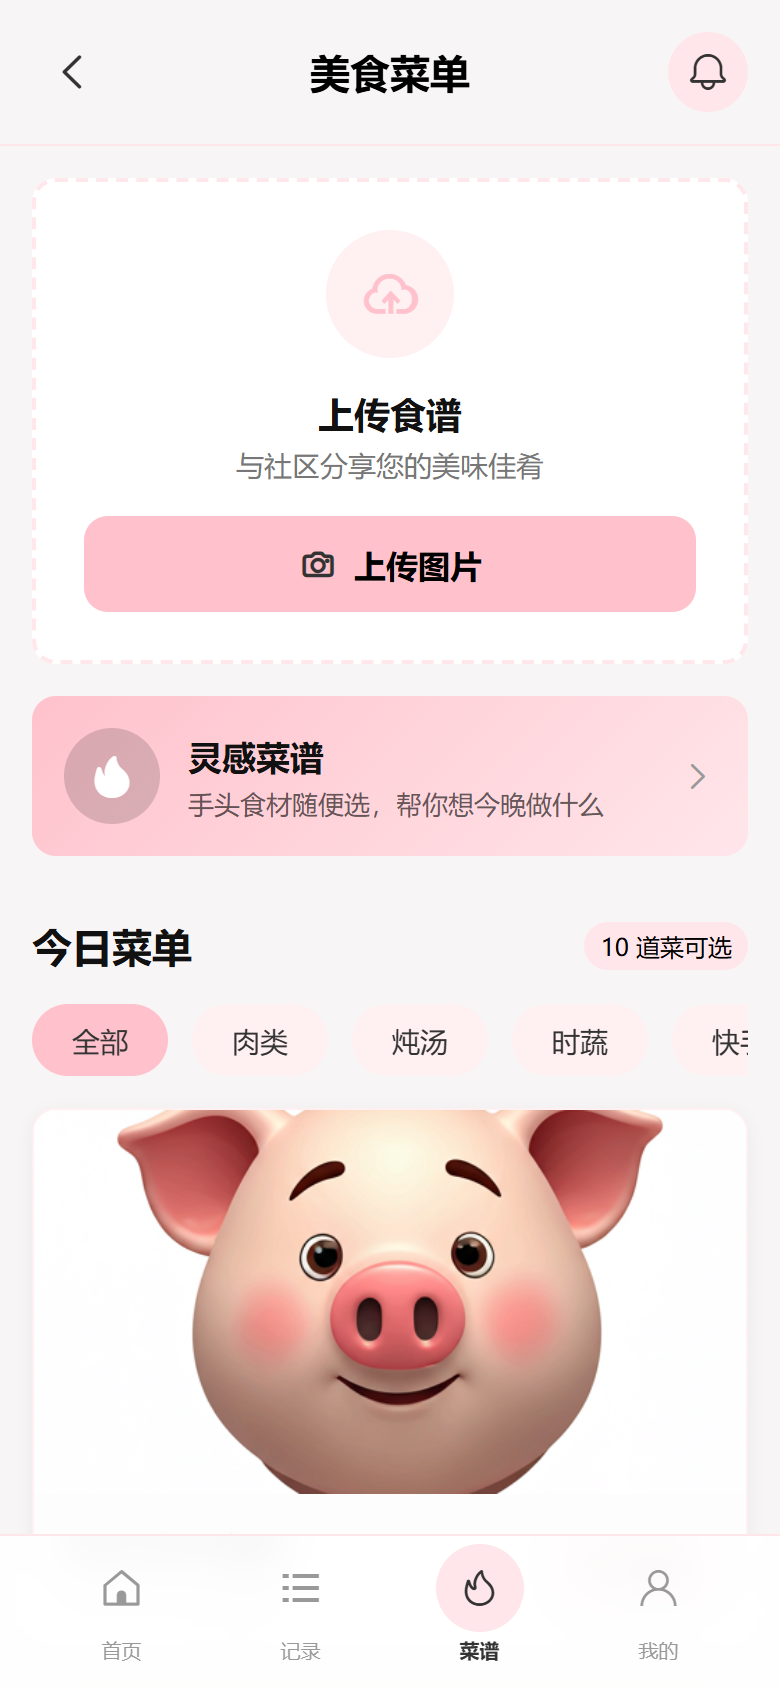 美食菜单
上传食谱
与社区分享您的美味佳肴
上传图片
灵感菜谱
手头食材随便选，帮你想今晚做什么
今日菜单
10 道菜可选
全部
肉类
炖汤
时蔬
快
首页
记录
菜谱
我的